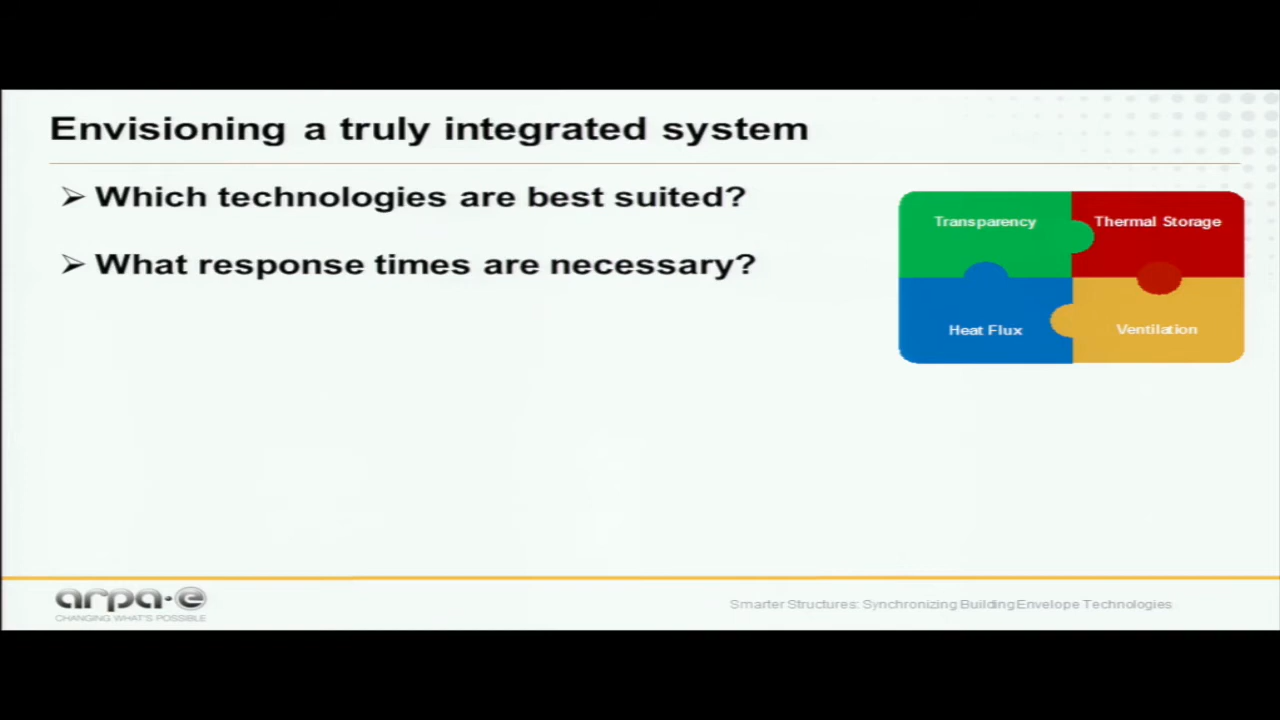 Envisioning a truly integrated system
Which technologies are best suited?
What response times are necessary?
Transparency
Thermal Storage
Heat Flux
Ventilation
arpa·e
CHANGING WHAT'S POSSIBLE
Smarter Structures: Synchronizing Building Envelope Technologies